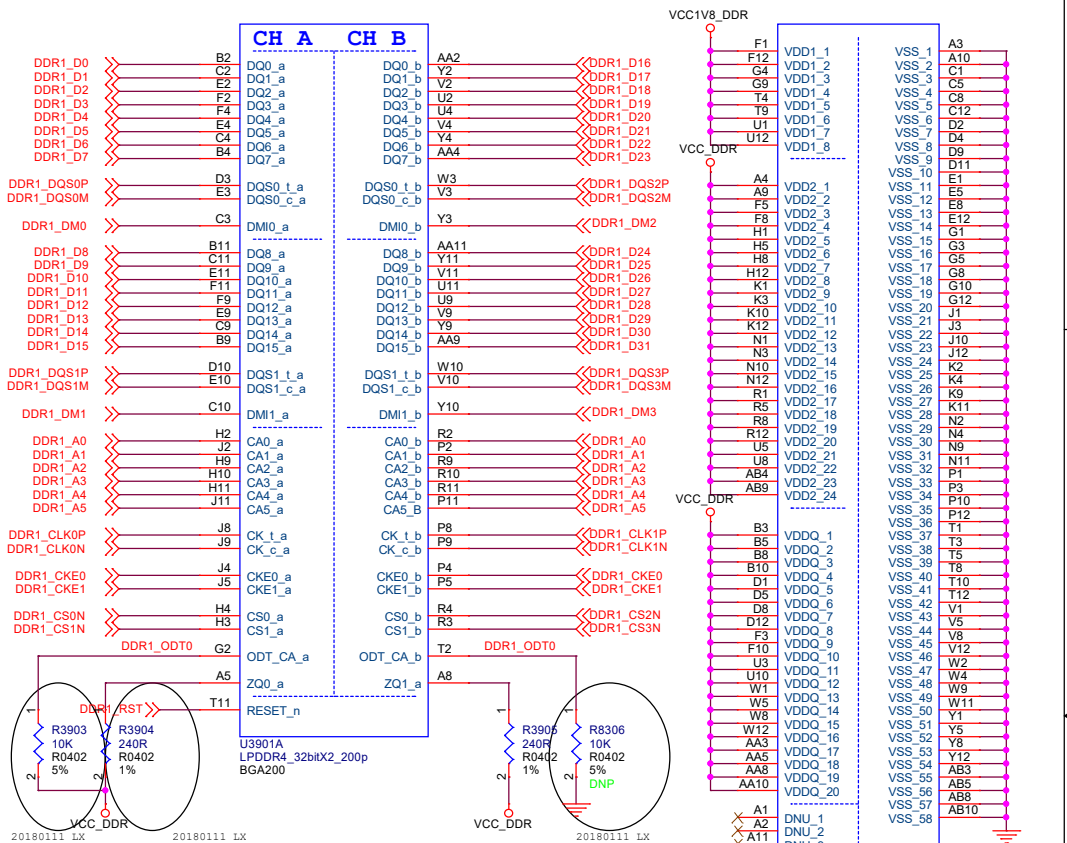 CH A CH B
DDR1_D0 B2 DQ0_a DQ0_b AA2 DDR1_D16
DDR1_D1 C2 DQ1_a DQ1_b Y2 DDR1_D17
DDR1_D2 E2 DQ2_a DQ2_b V2 DDR1_D18
DDR1_D3 F2 DQ3_a DQ3_b U2 DDR1_D19
DDR1_D4 F4 DQ4_a DQ4_b U4 DDR1_D20
DDR1_D5 E4 DQ5_a DQ5_b V4 DDR1_D21
DDR1_D6 C4 DQ6_a DQ6_b Y4 DDR1_D22
DDR1_D7 B4 DQ7_a DQ7_b AA4 DDR1_D23
DDR1_DQS0P D3 DQS0_t_a DQS0_t_b W3 DDR1_DQS2P
DDR1_DQS0M E3 DQS0_c_a DQS0_c_b V3 DDR1_DQS2M
DDR1_DM0 C3 DMI0_a DMI0_b Y3 DDR1_DM2
DDR1_D8 B11 DQ8_a DQ8_b AA11 DDR1_D24
DDR1_D9 C11 DQ9_a DQ9_b Y11 DDR1_D25
DDR1_D10 E11 DQ10_a DQ10_b V11 DDR1_D26
DDR1_D11 F11 DQ11_a DQ11_b U11 DDR1_D27
DDR1_D12 F9 DQ12_a DQ12_b U9 DDR1_D28
DDR1_D13 E9 DQ13_a DQ13_b V9 DDR1_D29
DDR1_D14 C9 DQ14_a DQ14_b Y9 DDR1_D30
DDR1_D15 B9 DQ15_a DQ15_b AA9 DDR1_D31
DDR1_DQS1P D10 DQS1_t_a DQS1_t_b W10 DDR1_DQS3P
DDR1_DQS1M E10 DQS1_c_a DQS1_c_b V10 DDR1_DQS3M
DDR1_DM1 C10 DMI1_a DMI1_b Y10 DDR1_DM3
DDR1_A0 H2 CA0_a CA0_b R2 DDR1_A0
DDR1_A1 J2 CA1_a CA1_b P2 DDR1_A1
DDR1_A2 H9 CA2_a CA2_b R9 DDR1_A2
DDR1_A3 H10 CA3_a CA3_b R10 DDR1_A3
DDR1_A4 H11 CA4_a CA4_b R11 DDR1_A4
DDR1_A5 J11 CA5_a CA5_B P11 DDR1_A5
DDR1_CLK0P J8 CK_t_a CK_t_b P8 DDR1_CLK1P
DDR1_CLK0N J9 CK_c_a CK_c_b P9 DDR1_CLK1N
DDR1_CKE0 J4 CKE0_a CKE0_b P4 DDR1_CKE0
DDR1_CKE1 J5 CKE1_a CKE1_b P5 DDR1_CKE1
DDR1_CS0N H4 CS0_a CS0_b R4 DDR1_CS2N
DDR1_CS1N H3 CS1_a CS1_b R3 DDR1_CS3N
DDR1_ODT0 G2 ODT_CA_a ODT_CA_b T2 DDR1_ODT0
A5 ZQ0_a ZQ1_a A8
DDR1_RST T11 RESET_n
1 R3903 10K R0402 5% 2
1 R3904 240R R0402 1% 2
VCC_DDR
20180111 LX
20180111 LX
U3901A
LPDDR4_32bitX2_200p
BGA200
1 R3905 240R R0402 1% 2
VCC_DDR
1 R8306 10K R0402 5% DNP 2
20180111 LX
VCC1V8_DDR
F1 VDD1_1 VSS_1 A3
F12 VDD1_2 VSS_2 A10
G4 VDD1_3 VSS_3 C1
G9 VDD1_4 VSS_4 C5
T4 VDD1_5 VSS_5 C8
T9 VDD1_6 VSS_6 C12
U1 VDD1_7 VSS_7 D2
U12 VDD1_8 VSS_8 D4
VCC_DDR VSS_9 D9
VSS_10 D11
A4 VDD2_1 VSS_11 E1
A9 VDD2_2 VSS_12 E5
F5 VDD2_3 VSS_13 E8
F8 VDD2_4 VSS_14 E12
H1 VDD2_5 VSS_15 G1
H5 VDD2_6 VSS_16 G3
H8 VDD2_7 VSS_17 G5
H12 VDD2_8 VSS_18 G8
K1 VDD2_9 VSS_19 G10
K3 VDD2_10 VSS_20 G12
K10 VDD2_11 VSS_21 J1
K12 VDD2_12 VSS_22 J3
N1 VDD2_13 VSS_23 J10
N3 VDD2_14 VSS_24 J12
N10 VDD2_15 VSS_25 K2
N12 VDD2_16 VSS_26 K4
R1 VDD2_17 VSS_27 K9
R5 VDD2_18 VSS_28 K11
R8 VDD2_19 VSS_29 N2
R12 VDD2_20 VSS_30 N4
U5 VDD2_21 VSS_31 N9
U8 VDD2_22 VSS_32 N11
AB4 VDD2_23 VSS_33 P1
AB9 VDD2_24 VSS_34 P3
VCC_DDR VSS_35 P10
VSS_36 P12
B3 VDDQ_1 VSS_37 T1
B5 VDDQ_2 VSS_38 T3
B8 VDDQ_3 VSS_39 T5
B10 VDDQ_4 VSS_40 T8
D1 VDDQ_5 VSS_41 T10
D5 VDDQ_6 VSS_42 T12
D8 VDDQ_7 VSS_43 V1
D12 VDDQ_8 VSS_44 V5
F3 VDDQ_9 VSS_45 V8
F10 VDDQ_10 VSS_46 V12
U3 VDDQ_11 VSS_47 W2
U10 VDDQ_12 VSS_48 W4
W1 VDDQ_13 VSS_49 W9
W5 VDDQ_14 VSS_50 W11
W8 VDDQ_15 VSS_51 Y1
W12 VDDQ_16 VSS_52 Y5
AA3 VDDQ_17 VSS_53 Y8
AA5 VDDQ_18 VSS_54 Y12
AA8 VDDQ_19 VSS_55 AB3
AA10 VDDQ_20 VSS_56 AB5
VSS_57 AB8
A1 DNU_1 VSS_58 AB10
A2 DNU_2
A11